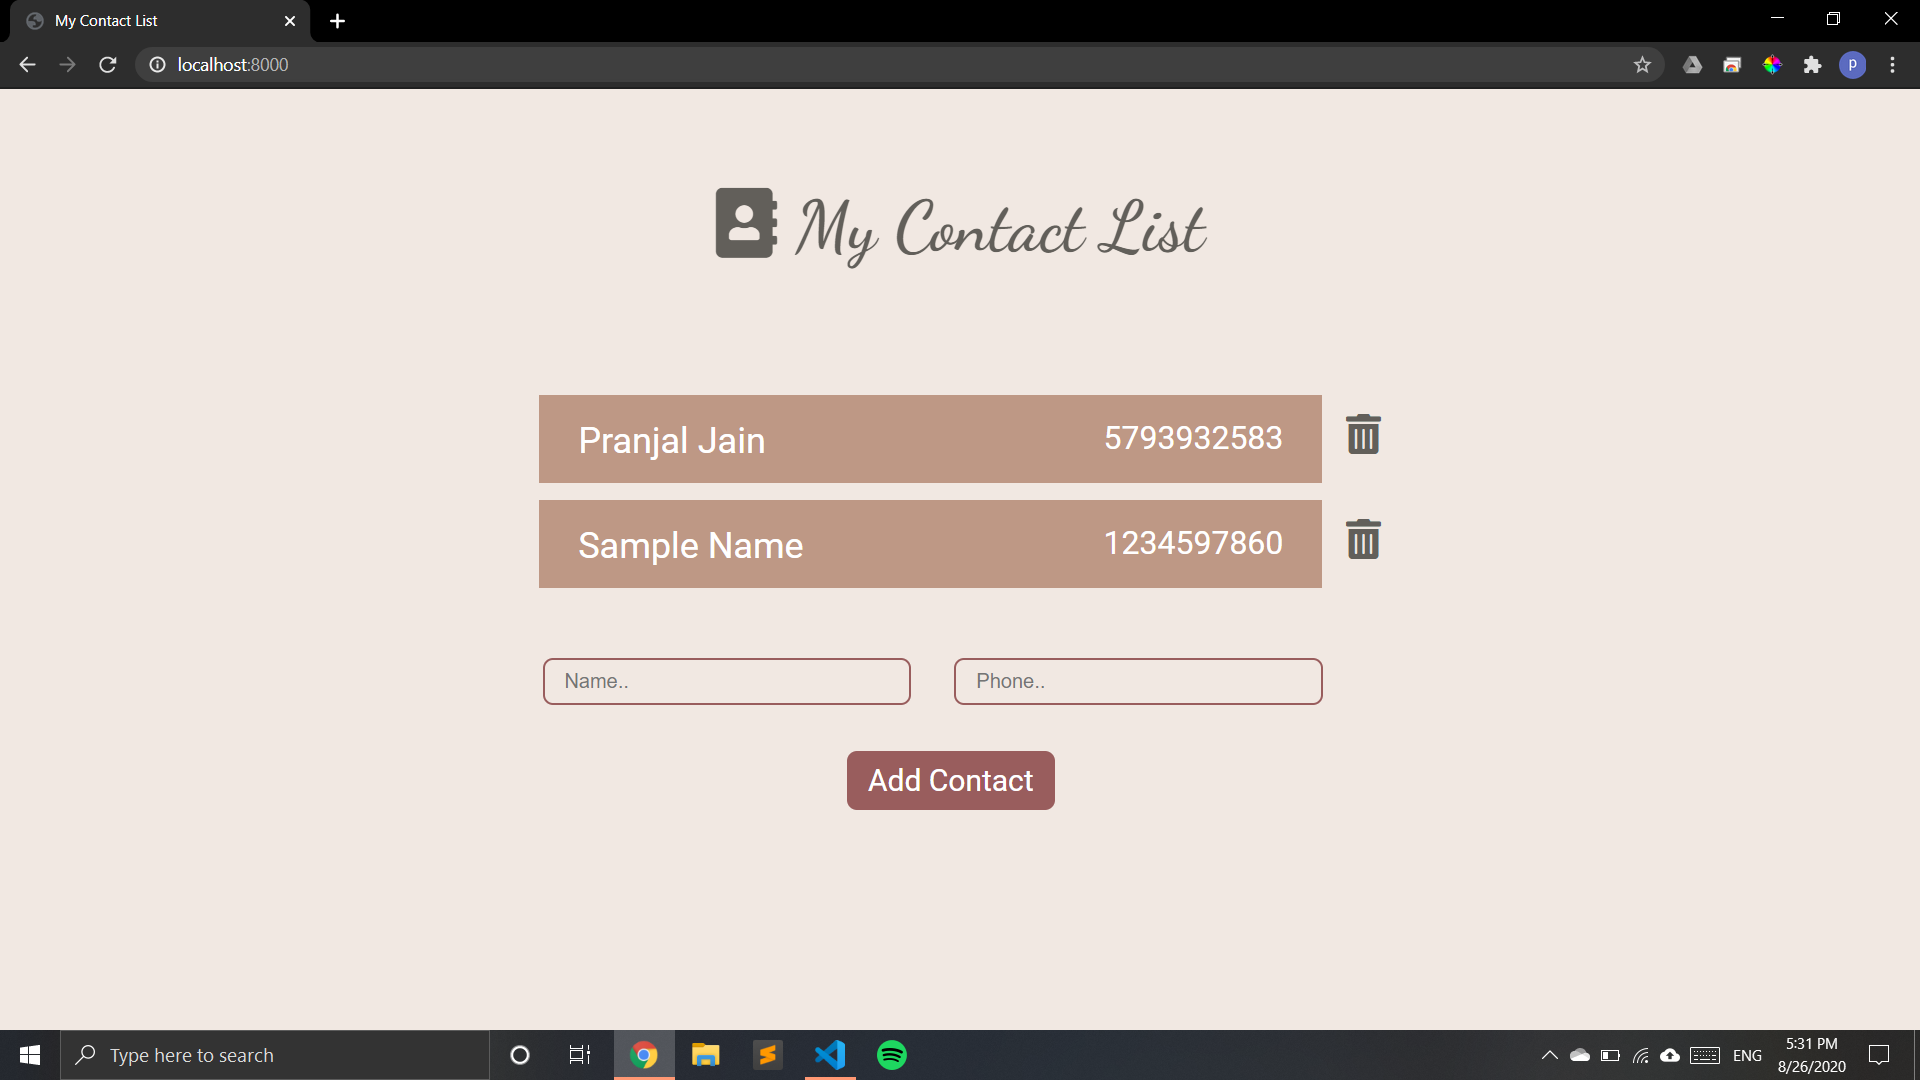 My Contact List
localhost:8000
P
My Contact List
Pranjal Jain 5793932583
Sample Name 1234597860
Name.. Phone..
Add Contact
Type here to search
ENG
5:31 PM
8/26/2020